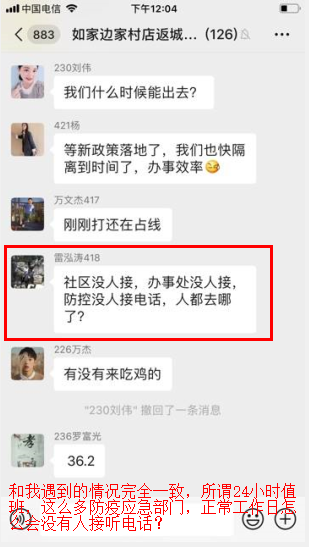 中国电信
下午12:04
883
如家边家村店返城... (126)
230刘伟
我们什么时候能出去?
421杨
等新政策落地了，我们也快隔
离到时间了，办事效率
万文杰417
刚刚打还在占线
雷泓涛418
社区没人接，办事处没人接，
防控没人接电话，人都去哪
了?
226万杰
有没有来吃鸡的
"230刘伟" 撤回了一条消息
236罗富光
36.2
和我遇到的情况完全一致，所谓24小时值
班，这么多防疫应急部门，正常工作日怎
么会没有人接听电话?